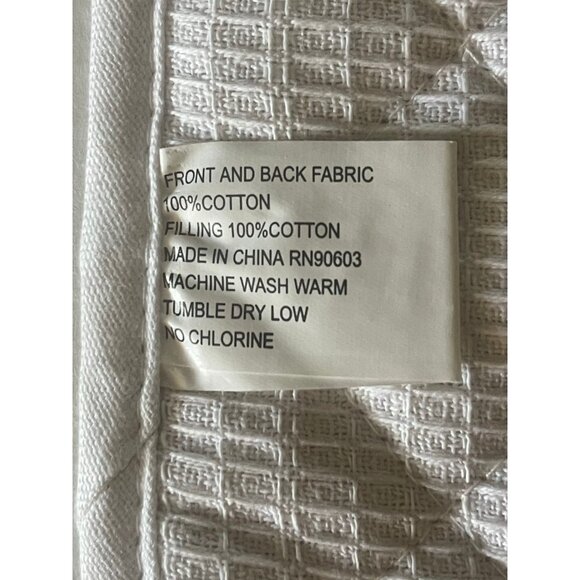 FRONT AND BACK FABRIC
100%COTTON
FILLING 100%COTTON
MADE IN CHINA RN90603
MACHINE WASH WARM
TUMBLE DRY LOW
NO CHLORINE